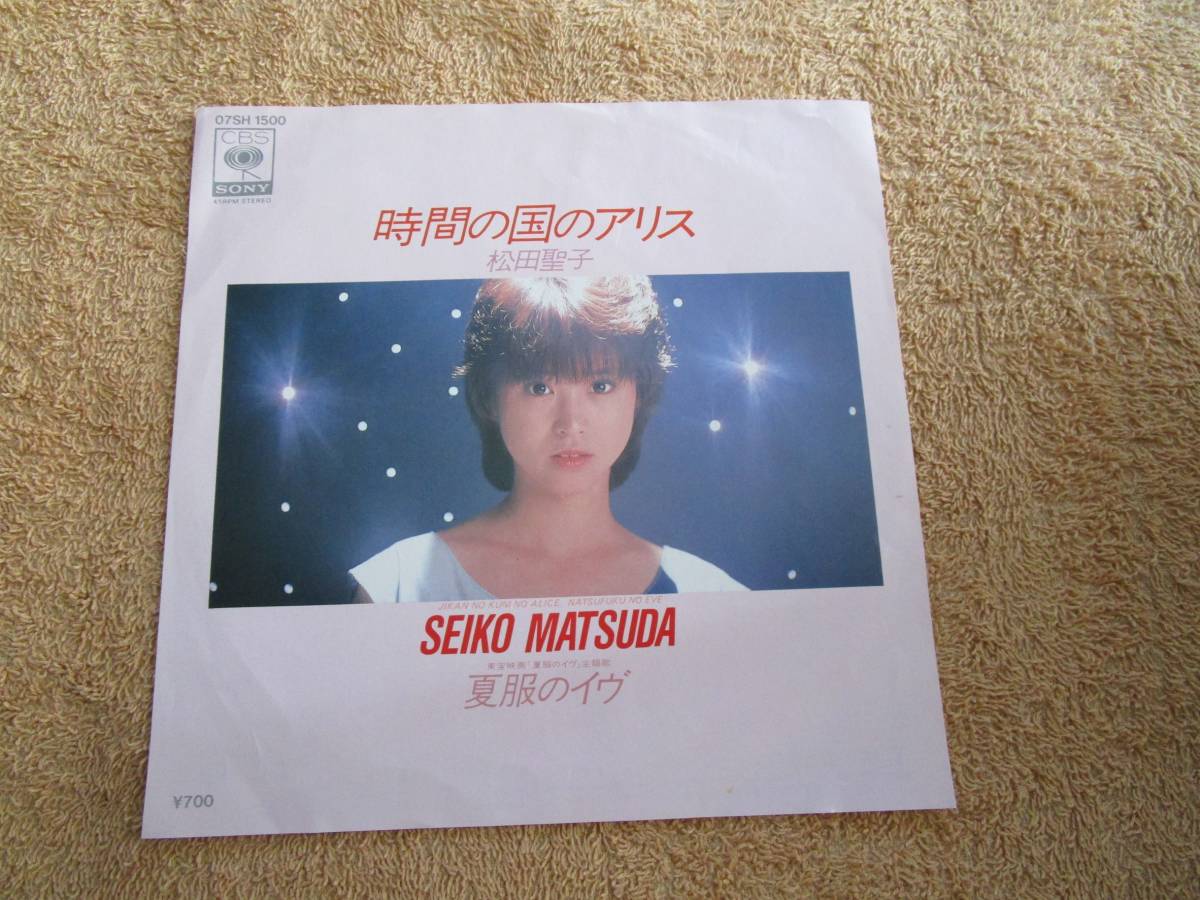 07SH 1500
CBS
SONY
45RPM STEREO
時間の国のアリス
松田聖子
JIKAN NO KUNI NO ALICE, NATSUFUKU NO EVE
SEIKO MATSUDA
東宝映画「夏服のイヴ」主題歌
夏服のイヴ
¥700